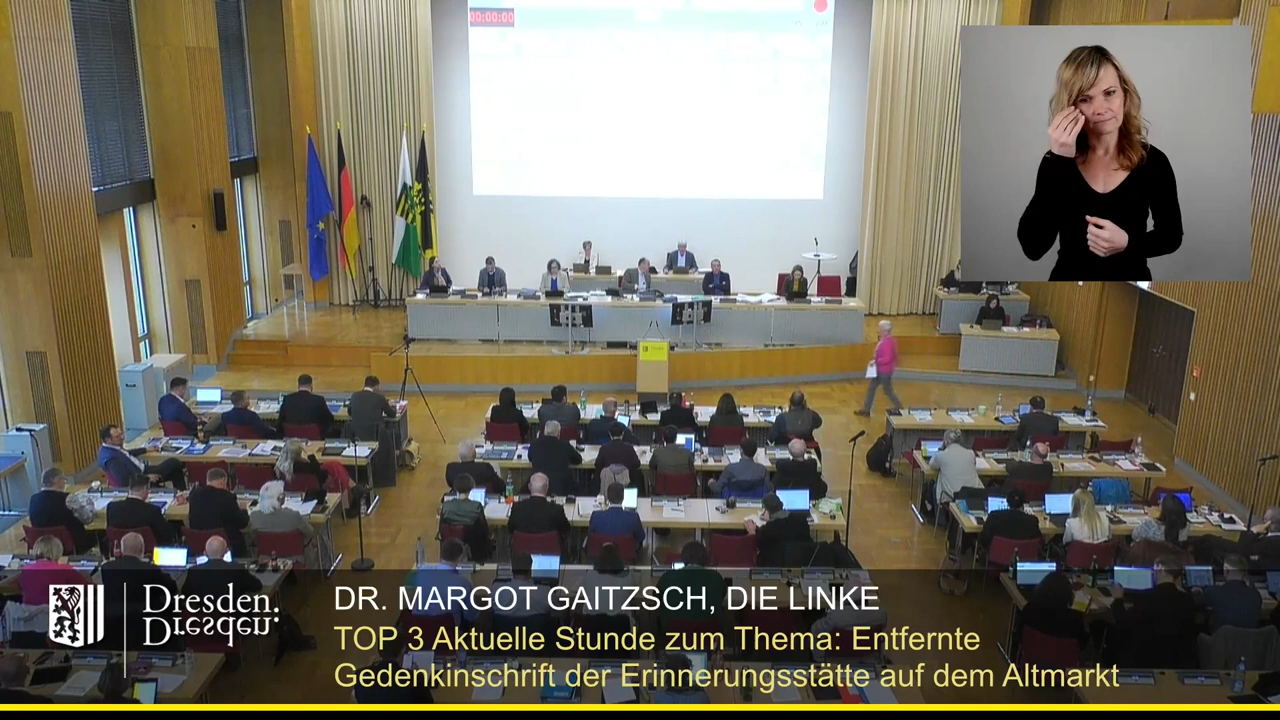 00:00:00
Dresden.
Dresden.
DR. MARGOT GAITZSCH, DIE LINKE
TOP 3 Aktuelle Stunde zum Thema: Entfernte
Gedenkinschrift der Erinnerungsstätte auf dem Altmarkt